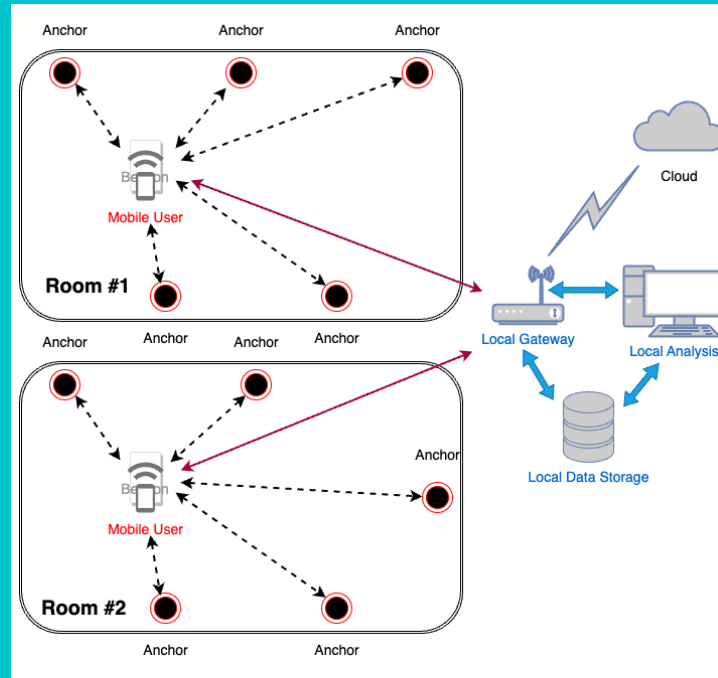 Anchor
Anchor
Anchor
Cloud
Mobile User
Room #1
Anchor
Anchor
Local Gateway
Local Analysis
Anchor
Anchor
Anchor
Local Data Storage
Mobile User
Room #2
Anchor
Anchor